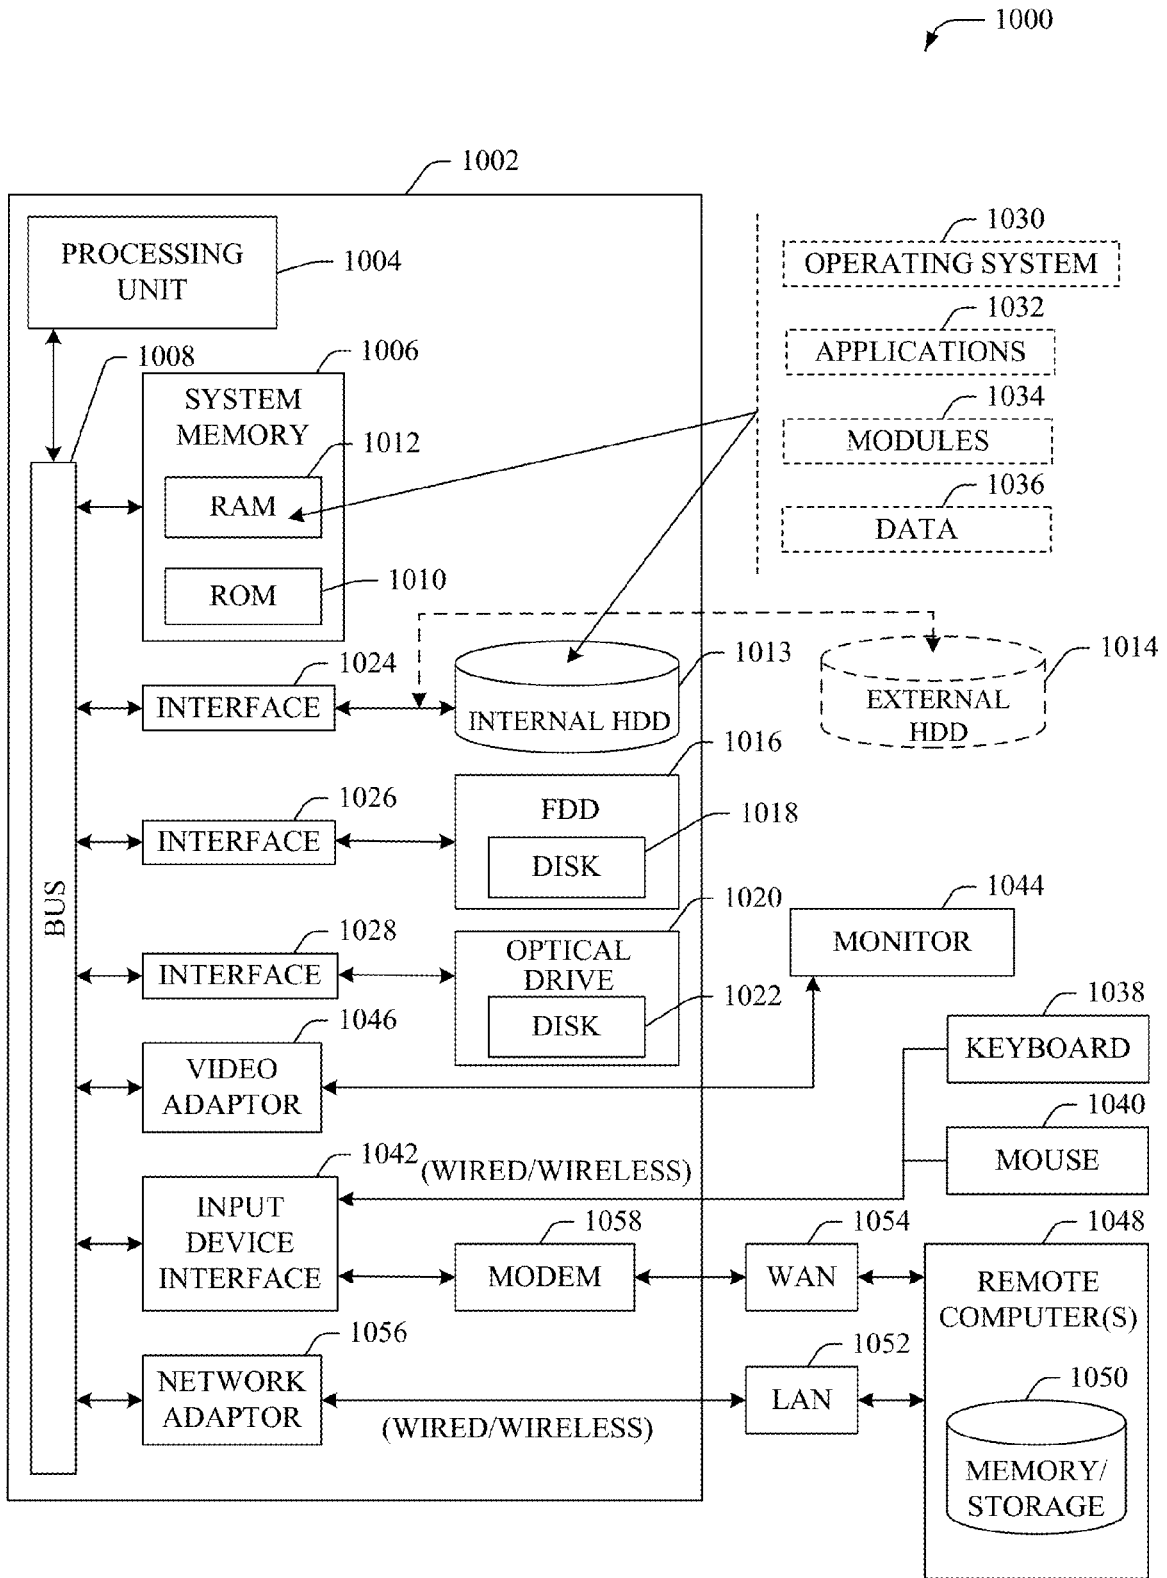 1000
1002
PROCESSING
UNIT
1004
1008
1006
SYSTEM
MEMORY
1012
RAM
1010
ROM
1030
OPERATING SYSTEM
1032
APPLICATIONS
1034
MODULES
1036
DATA
1024
INTERFACE
1013
INTERNAL HDD
1014
EXTERNAL
HDD
1016
1026
INTERFACE
FDD
1018
DISK
BUS
1020
1028
INTERFACE
OPTICAL
DRIVE
1022
DISK
1044
MONITOR
1046
VIDEO
ADAPTOR
1038
KEYBOARD
1040
MOUSE
1042
(WIRED/WIRELESS)
INPUT
DEVICE
INTERFACE
1058
MODEM
1054
WAN
1048
REMOTE
COMPUTER(S)
1056
NETWORK
ADAPTOR
(WIRED/WIRELESS)
1052
LAN
1050
MEMORY/
STORAGE